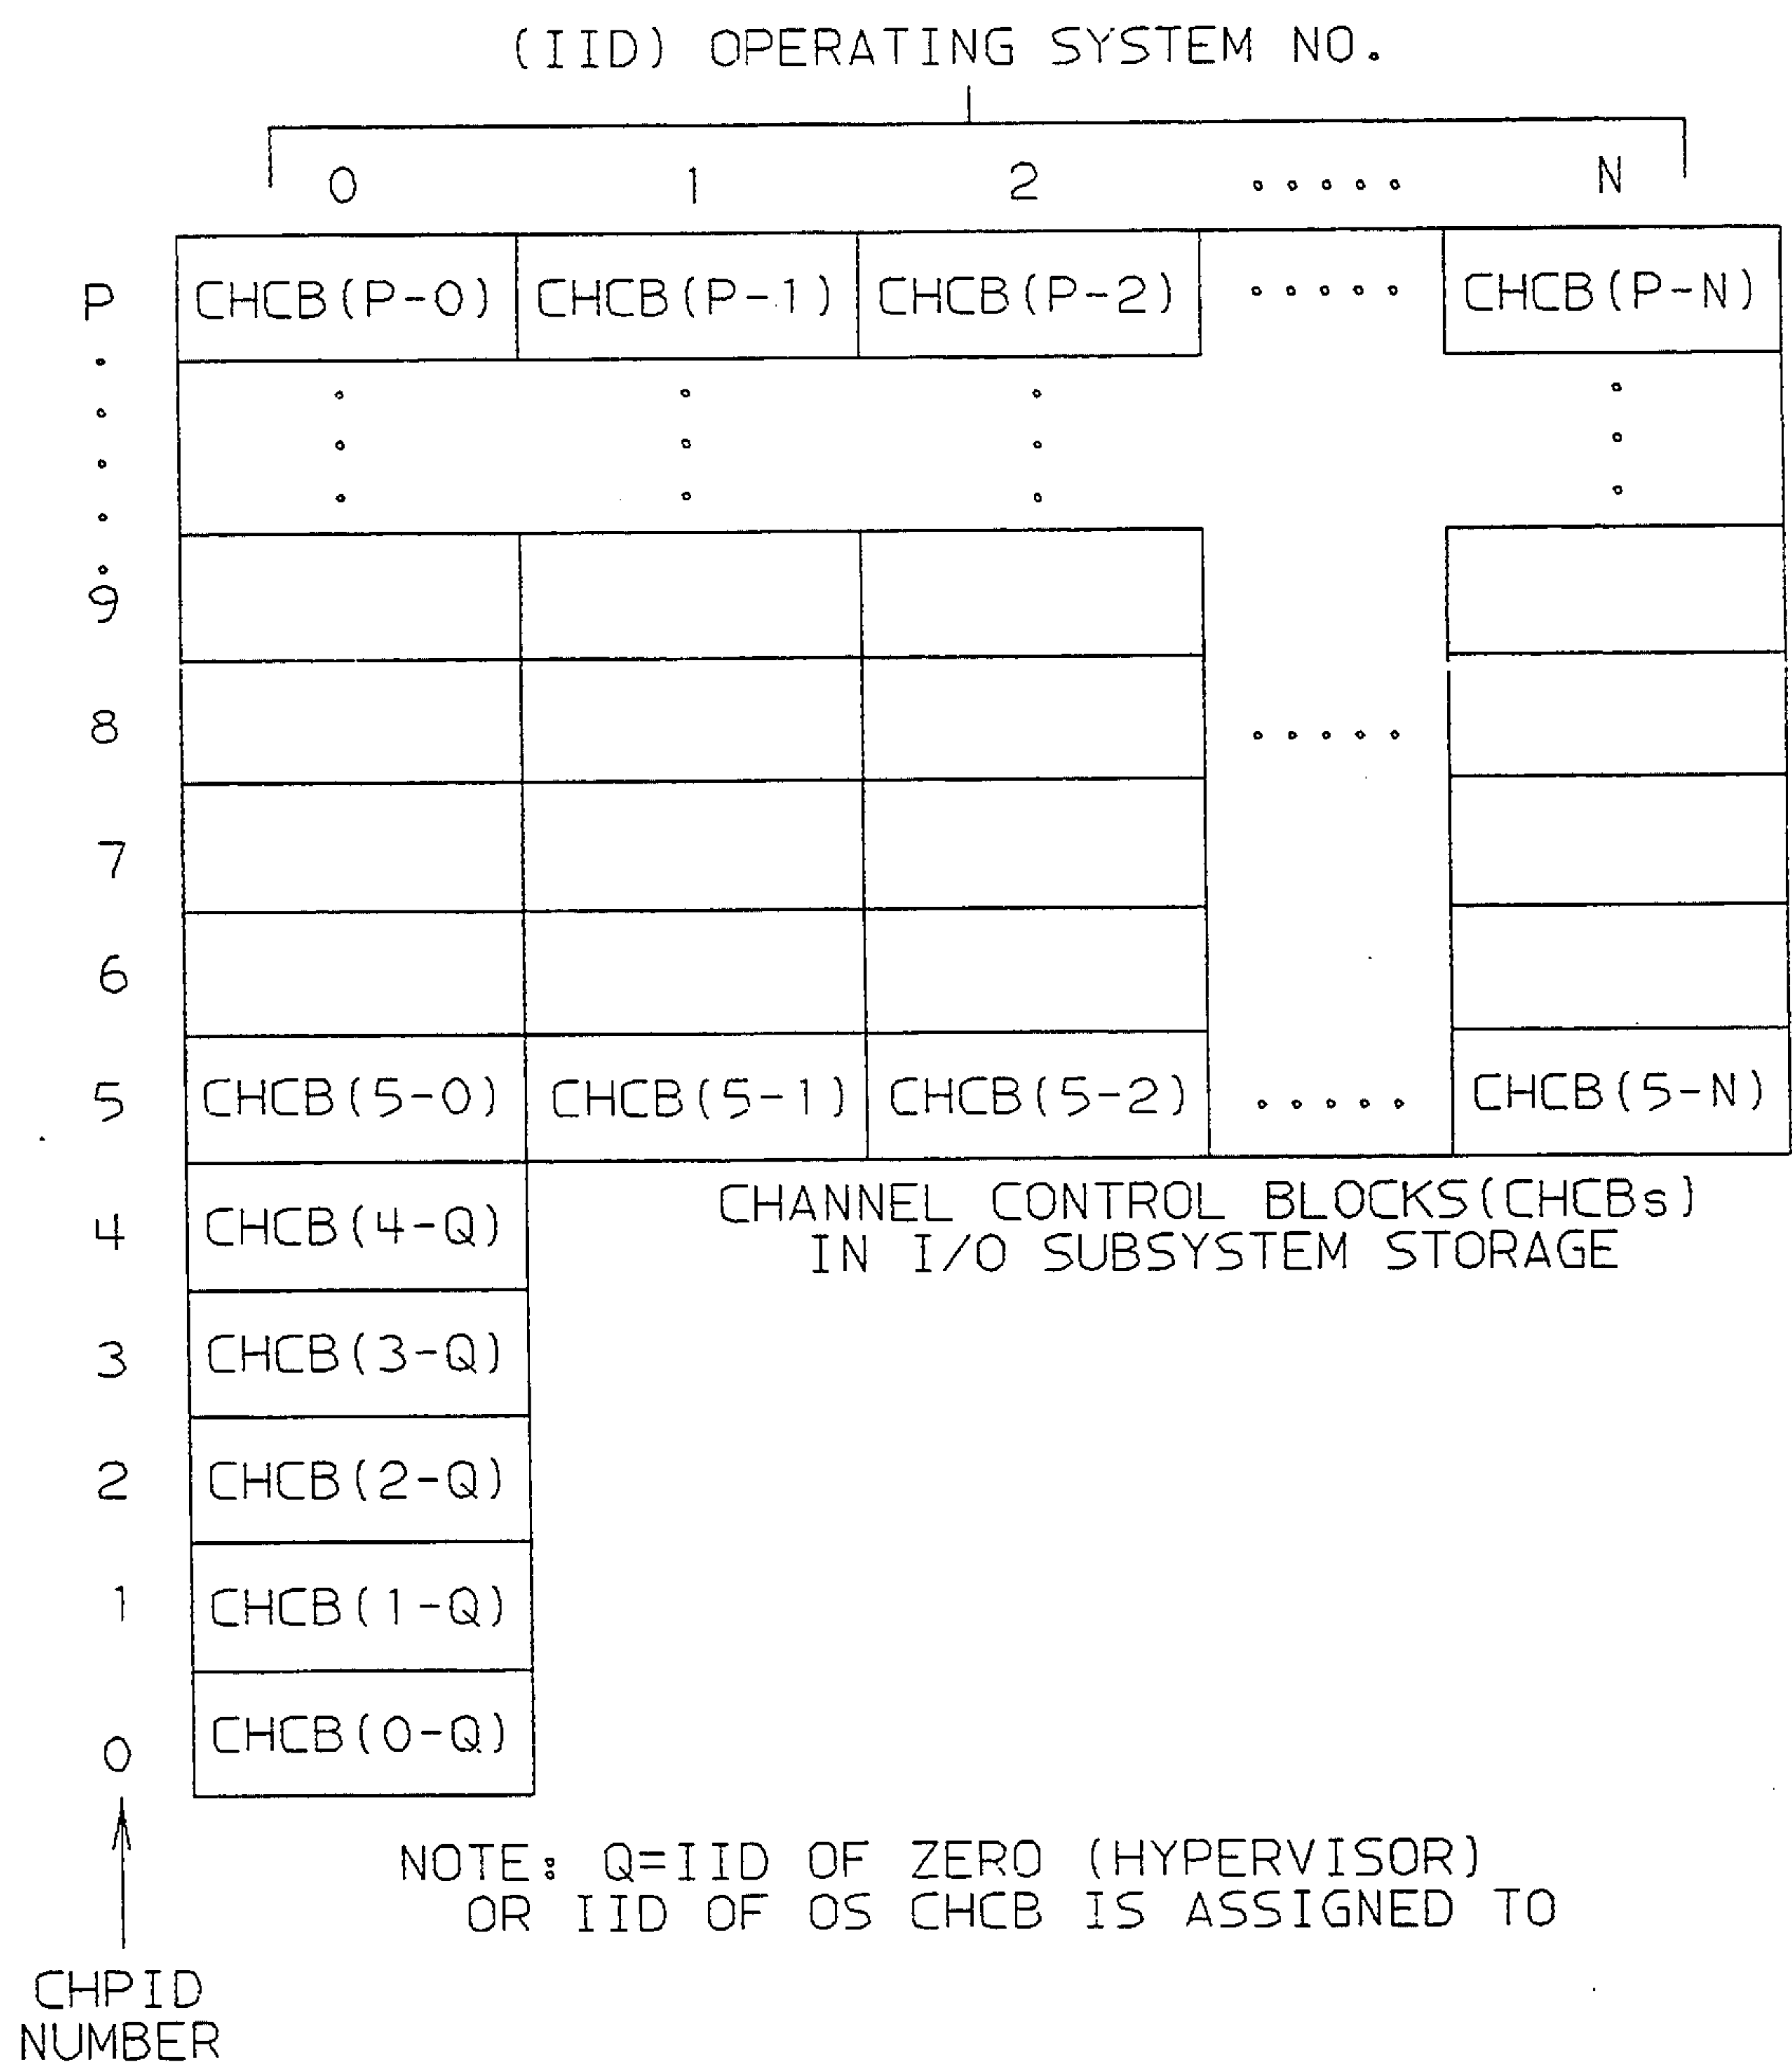 (IID) OPERATING SYSTEM NO.
0 1 2 ..... N
P CHCB(P-0) CHCB(P-1) CHCB(P-2) ..... CHCB(P-N)
9
8 .....
7
6
5 CHCB(5-0) CHCB(5-1) CHCB(5-2) ..... CHCB(5-N)
4 CHCB(4-Q) CHANNEL CONTROL BLOCKS(CHCBs)
IN I/O SUBSYSTEM STORAGE
3 CHCB(3-Q)
2 CHCB(2-Q)
1 CHCB(1-Q)
0 CHCB(0-Q)
NOTE: Q=IID OF ZERO (HYPERVISOR)
OR IID OF OS CHCB IS ASSIGNED TO
CHPID
NUMBER